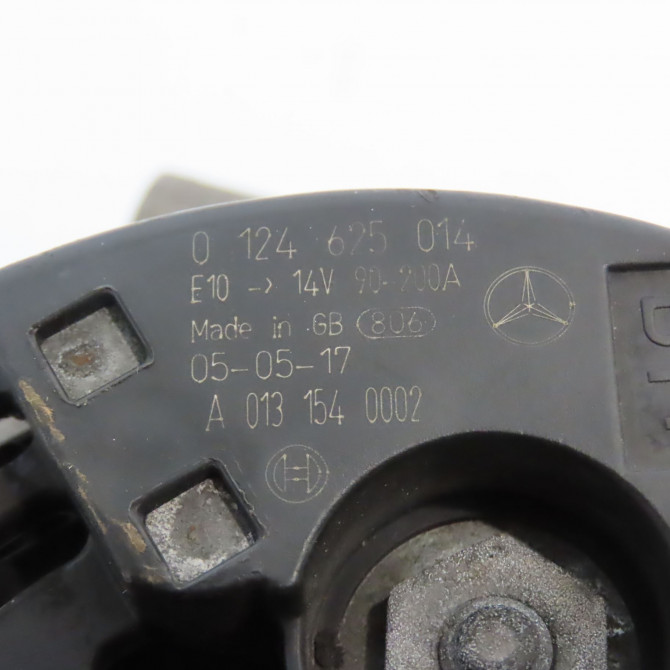 0 124 625 014
E10 -> 14V 90-200A
Made in GB 806
05-05-17
A 013 154 0002